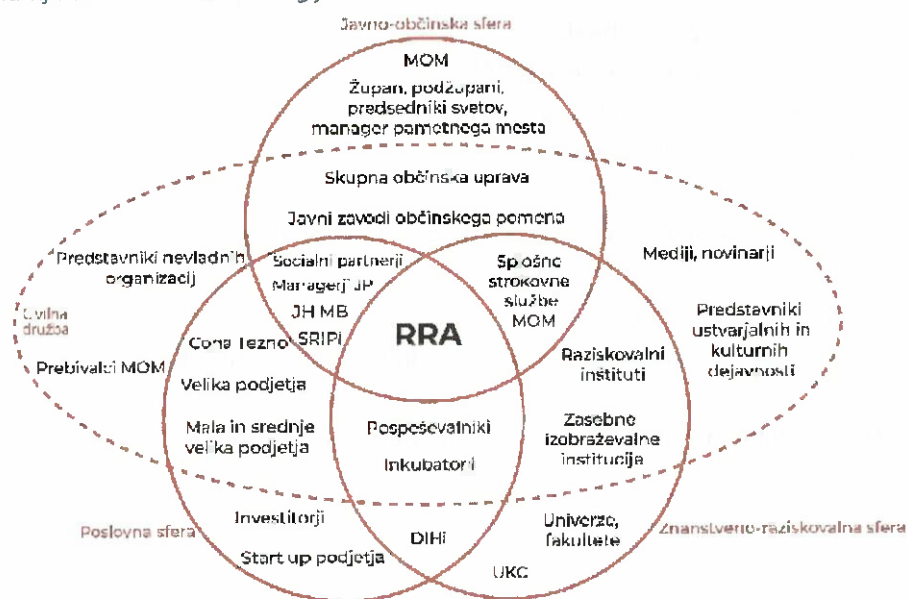 Javno-občinska sfera
MOM
Župan, podžupani,
predsedniki svetov,
manager pametnega mesta
Skupna občinska uprava
Javni zavodi občinskega pomena
Predstavniki nevladnih
organizacij
Socialni partnerji
Managerji JP
JH MB
SRIPi
Splošne
strokovne
službe
MOM
Mediji, novinarji
Predstavniki
ustvarjalnih in
kulturnih
dejavnosti
Civilna
družba
Prebivalci MOM
Cona Tezno
RRA
Raziskovalni
inštituti
Velika podjetja
Mala in srednje
velika podjetja
Pospeševalniki
Inkubatorji
Zasebne
izobraževalne
institucije
Poslovna sfera
Investitorji
Start up podjetja
DIHi
Univerze,
fakultete
UKC
Znanstveno-raziskovalna sfera